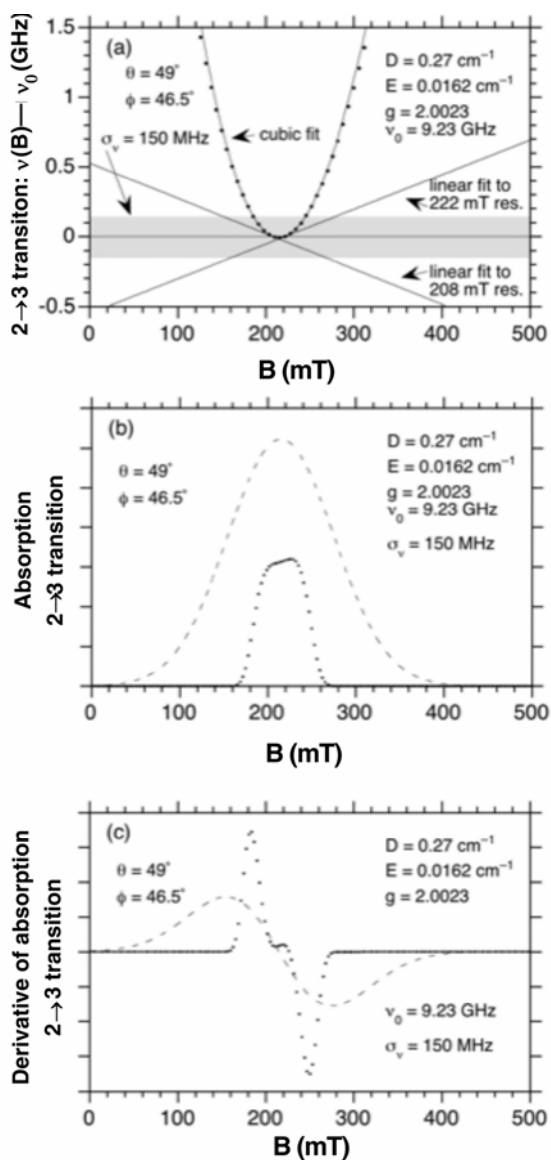 2→3 transiton: ν(B)— ν₀(GHz)
1.5
1
0.5
0
-0.5
(a)
θ = 49°
ϕ = 46.5°
σᵥ = 150 MHz
cubic fit
D = 0.27 cm⁻¹
E = 0.0162 cm⁻¹
g = 2.0023
ν₀ = 9.23 GHz
linear fit to
222 mT res.
linear fit to
208 mT res.
0 100 200 300 400 500
B (mT)
Absorption
2→3 transition
(b)
θ = 49°
ϕ = 46.5°
D = 0.27 cm⁻¹
E = 0.0162 cm⁻¹
g = 2.0023
ν₀ = 9.23 GHz
σᵥ = 150 MHz
0 100 200 300 400 500
B (mT)
Derivative of absorption
2→3 transition
(c)
θ = 49°
ϕ = 46.5°
D = 0.27 cm⁻¹
E = 0.0162 cm⁻¹
g = 2.0023
ν₀ = 9.23 GHz
σᵥ = 150 MHz
0 100 200 300 400 500
B (mT)